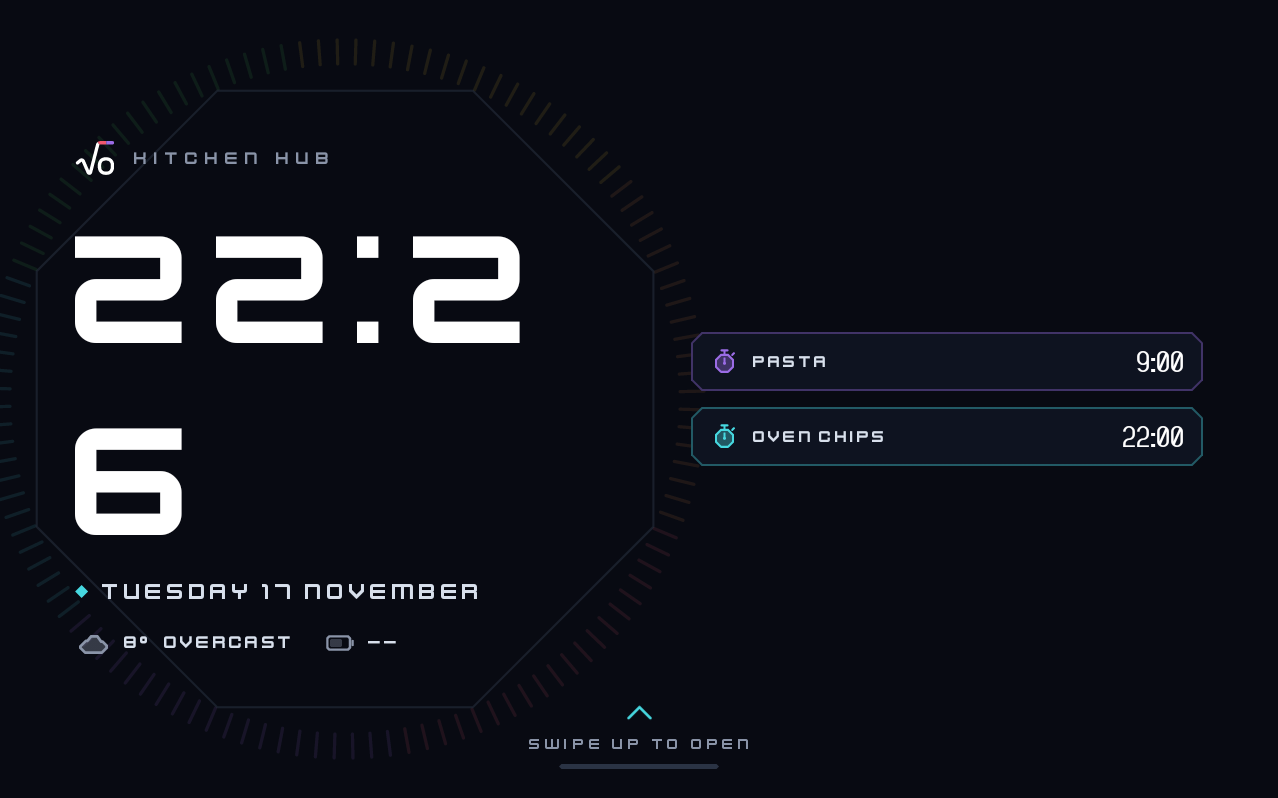 √o KITCHEN HUB
22:2
6
TUESDAY 17 NOVEMBER
8° OVERCAST --
PASTA 9:00
OVEN CHIPS 22:00
SWIPE UP TO OPEN